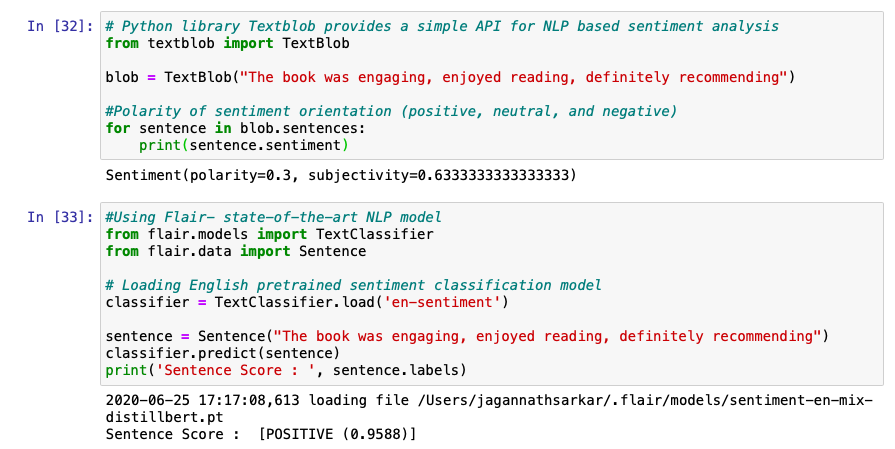 In [32]: # Python library Textblob provides a simple API for NLP based sentiment analysis
from textblob import TextBlob
blob = TextBlob("The book was engaging, enjoyed reading, definitely recommending")
#Polarity of sentiment orientation (positive, neutral, and negative)
for sentence in blob.sentences:
    print(sentence.sentiment)
Sentiment(polarity=0.3, subjectivity=0.6333333333333333)
In [33]: #Using Flair- state-of-the-art NLP model
from flair.models import TextClassifier
from flair.data import Sentence
# Loading English pretrained sentiment classification model
classifier = TextClassifier.load('en-sentiment')
sentence = Sentence("The book was engaging, enjoyed reading, definitely recommending")
classifier.predict(sentence)
print('Sentence Score : ', sentence.labels)
2020-06-25 17:17:08,613 loading file /Users/jagannathsarkar/.flair/models/sentiment-en-mix-
distillbert.pt
Sentence Score :  [POSITIVE (0.9588)]